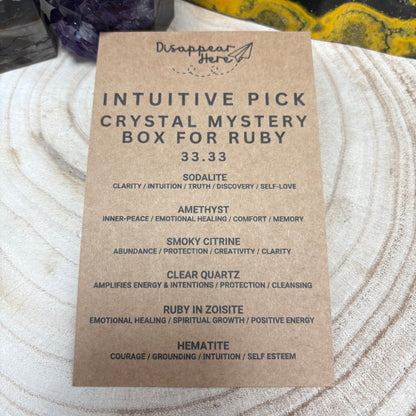 Disappear
Here
INTUITIVE PICK
CRYSTAL MYSTERY
BOX FOR RUBY
33.33
SODALITE
CLARITY / INTUITION / TRUTH / DISCOVERY / SELF-LOVE
AMETHYST
INNER-PEACE / EMOTIONAL HEALING / COMFORT / MEMORY
SMOKY CITRINE
ABUNDANCE / PROTECTION / CREATIVITY / CLARITY
CLEAR QUARTZ
AMPLIFIES ENERGY & INTENTIONS / PROTECTION / CLEANSING
RUBY IN ZOISITE
EMOTIONAL HEALING / SPIRITUAL GROWTH / POSITIVE ENERGY
HEMATITE
COURAGE / GROUNDING / INTUITION / SELF ESTEEM